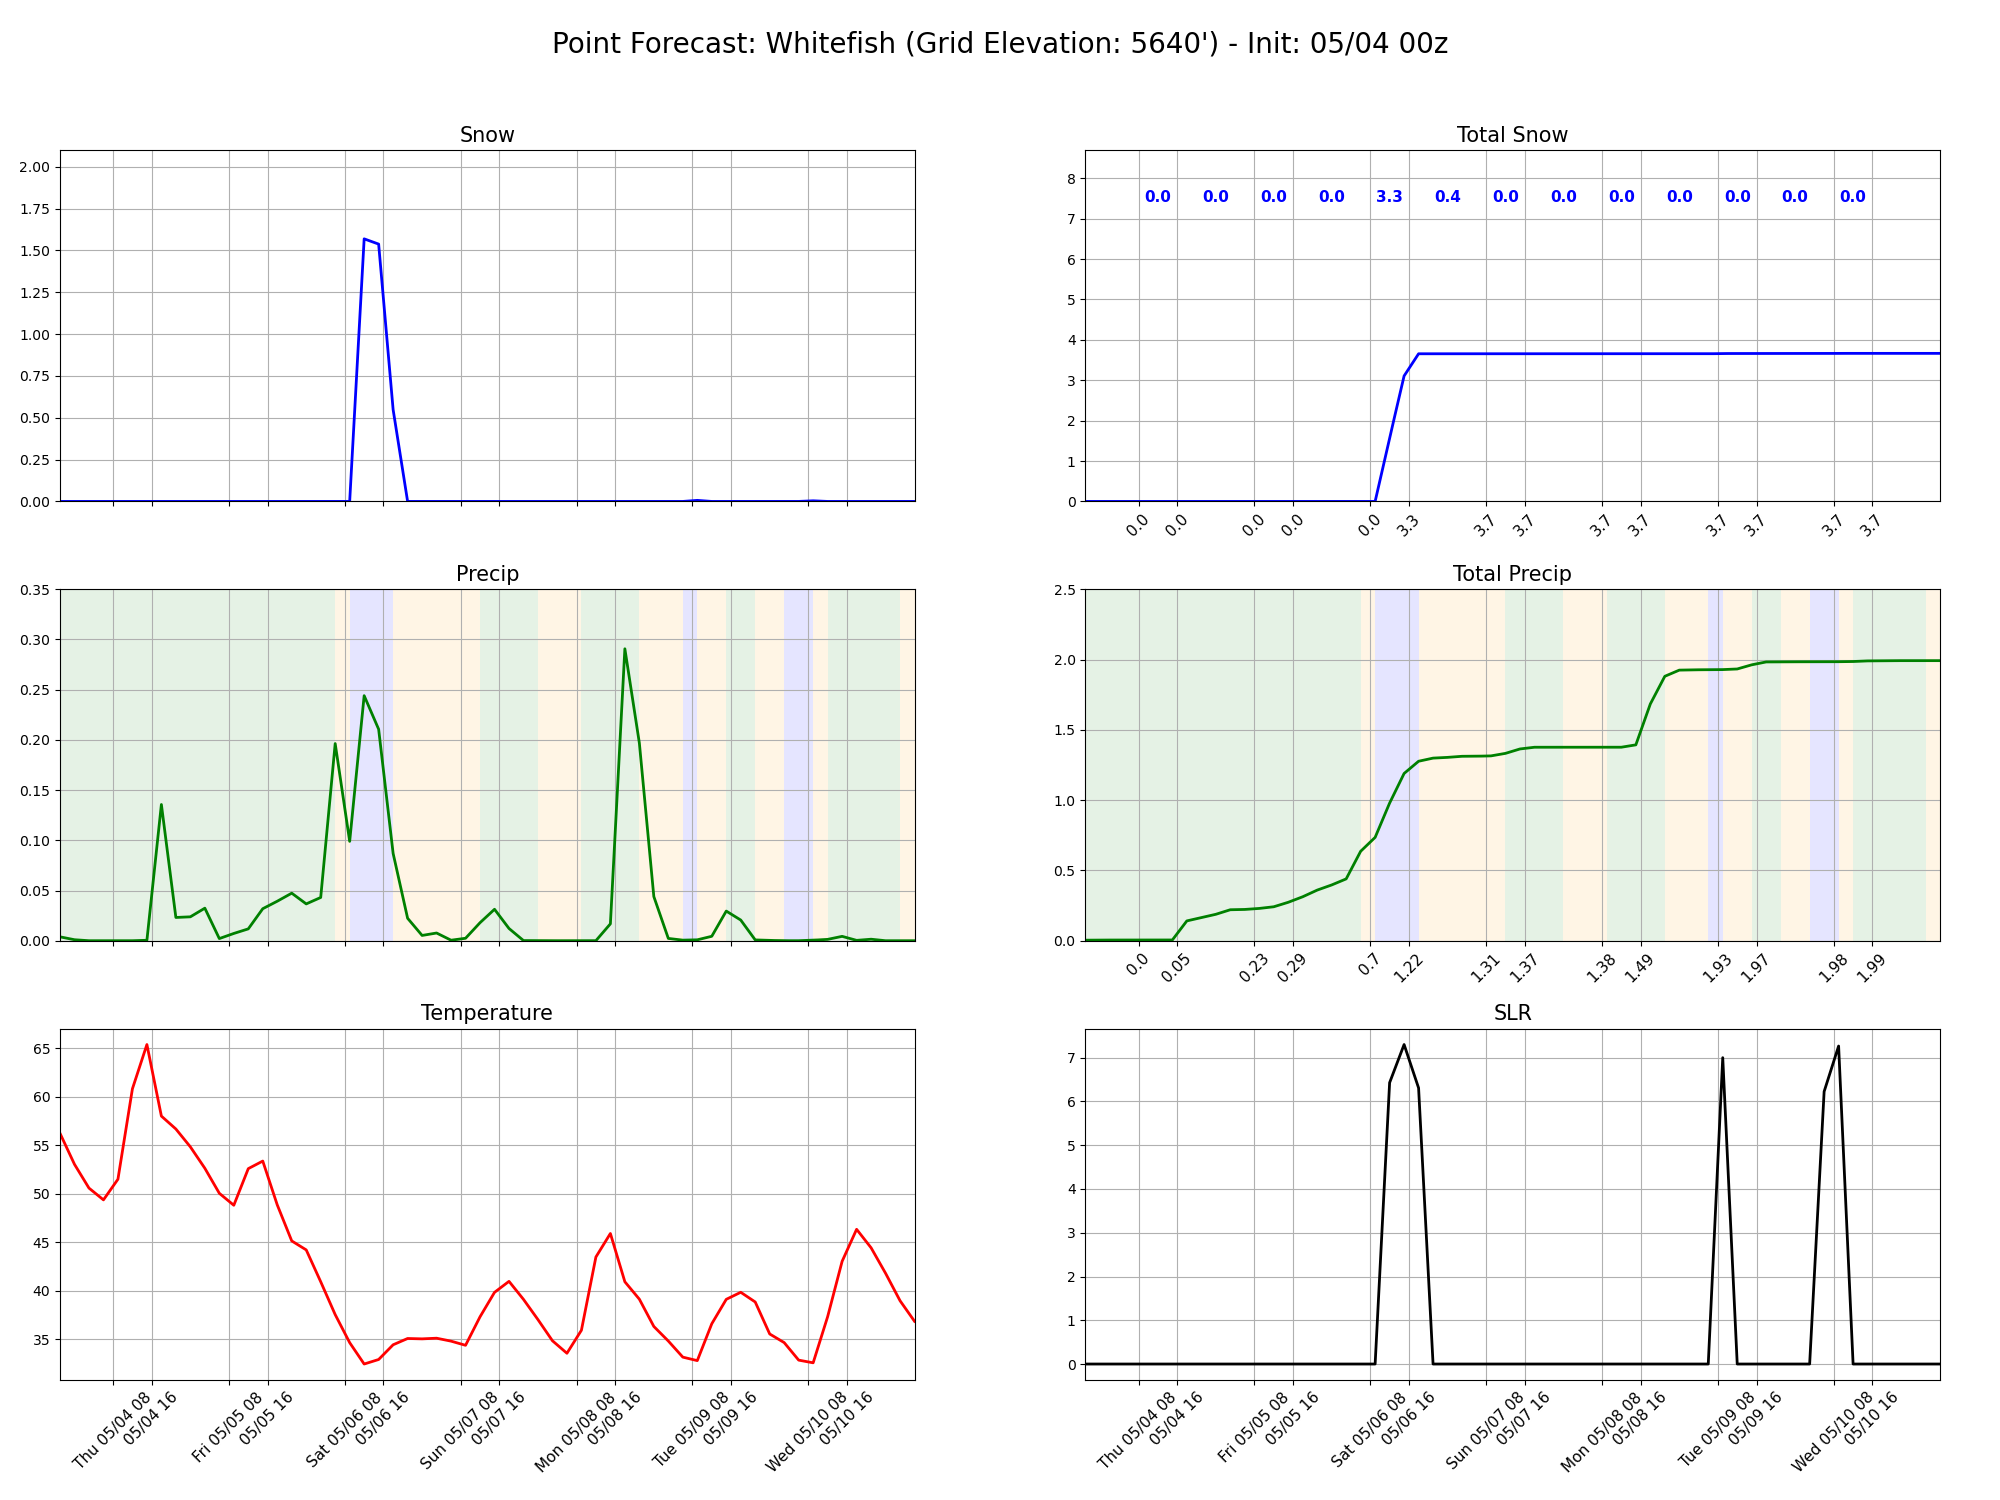 Point Forecast: Whitefish (Grid Elevation: 5640') - Init: 05/04 00z
Snow
2.00
1.75
1.50
1.25
1.00
0.75
0.50
0.25
0.00
Total Snow
8
7
6
5
4
3
2
1
0
0.0 0.0 0.0 0.0 3.3 0.4 0.0 0.0 0.0 0.0 0.0 0.0 0.0
0.0 0.0 0.0 0.0 0.0 3.3 3.7 3.7 3.7 3.7 3.7 3.7 3.7 3.7
Precip
0.35
0.30
0.25
0.20
0.15
0.10
0.05
0.00
Total Precip
2.5
2.0
1.5
1.0
0.5
0.0
0.0 0.05 0.23 0.29 0.7 1.22 1.31 1.37 1.38 1.49 1.93 1.97 1.98 1.99
Temperature
65
60
55
50
45
40
35
Thu 05/04 08
05/04 16
Fri 05/05 08
05/05 16
Sat 05/06 08
05/06 16
Sun 05/07 08
05/07 16
Mon 05/08 08
05/08 16
Tue 05/09 08
05/09 16
Wed 05/10 08
05/10 16
SLR
7
6
5
4
3
2
1
0
Thu 05/04 08
05/04 16
Fri 05/05 08
05/05 16
Sat 05/06 08
05/06 16
Sun 05/07 08
05/07 16
Mon 05/08 08
05/08 16
Tue 05/09 08
05/09 16
Wed 05/10 08
05/10 16